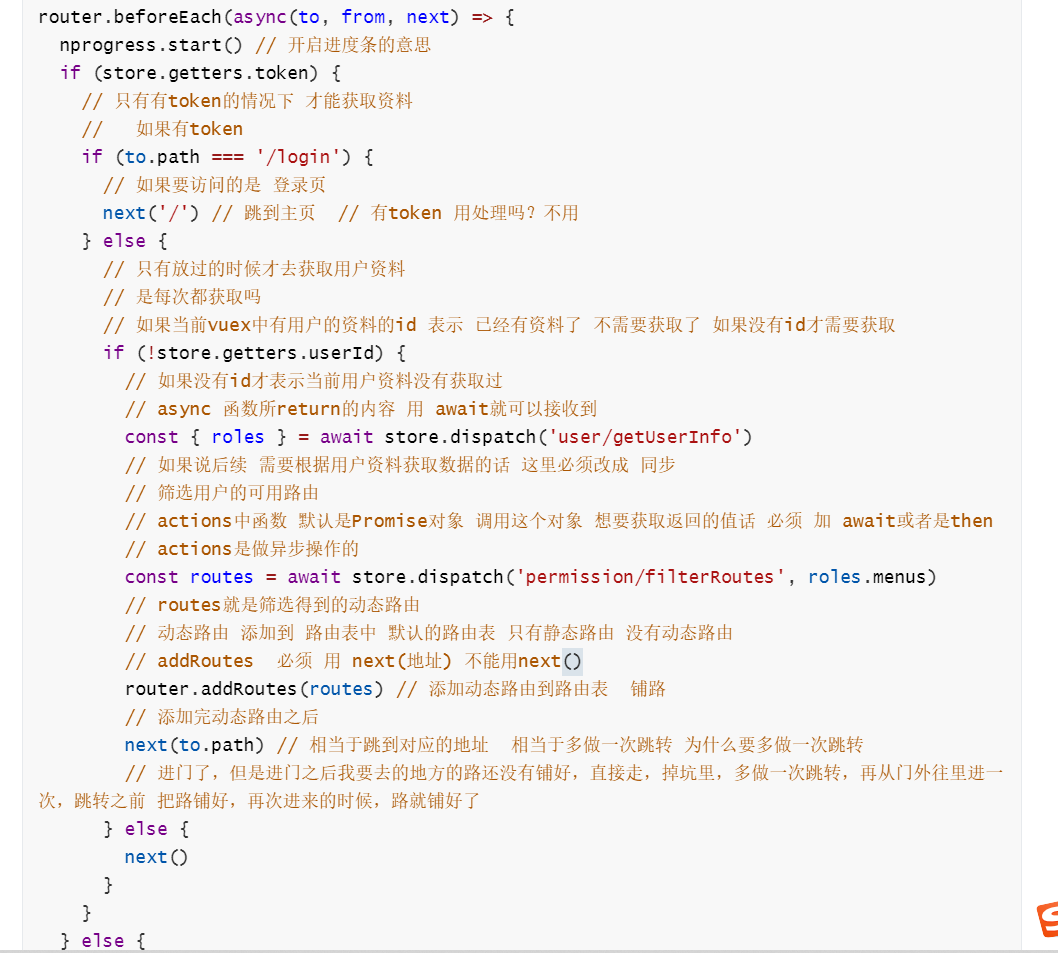 router.beforeEach(async(to, from, next) => {
  nprogress.start() // 开启进度条的意思
  if (store.getters.token) {
    // 只有有token的情况下 才能获取资料
    //   如果有token
    if (to.path === '/login') {
      // 如果要访问的是 登录页
      next('/') // 跳到主页  // 有token 用处理吗？不用
    } else {
      // 只有放过的时候才去获取用户资料
      // 是每次都获取吗
      // 如果当前vuex中有用户的资料的id 表示 已经有资料了 不需要获取了 如果没有id才需要获取
      if (!store.getters.userId) {
        // 如果没有id才表示当前用户资料没有获取过
        // async 函数所return的内容 用 await就可以接收到
        const { roles } = await store.dispatch('user/getUserInfo')
        // 如果说后续 需要根据用户资料获取数据的话 这里必须改成 同步
        // 筛选用户的可用路由
        // actions中函数 默认是Promise对象 调用这个对象 想要获取返回的值话 必须 加 await或者是then
        // actions是做异步操作的
        const routes = await store.dispatch('permission/filterRoutes', roles.menus)
        // routes就是筛选得到的动态路由
        // 动态路由 添加到 路由表中 默认的路由表 只有静态路由 没有动态路由
        // addRoutes  必须 用 next(地址) 不能用next()
        router.addRoutes(routes) // 添加动态路由到路由表  铺路
        // 添加完动态路由之后
        next(to.path) // 相当于跳到对应的地址  相当于多做一次跳转 为什么要多做一次跳转
        // 进门了，但是进门之后我要去的地方的路还没有铺好，直接走，掉坑里，多做一次跳转，再从门外往里进一
次，跳转之前 把路铺好，再次进来的时候，路就铺好了
      } else {
        next()
      }
    }
  } else {